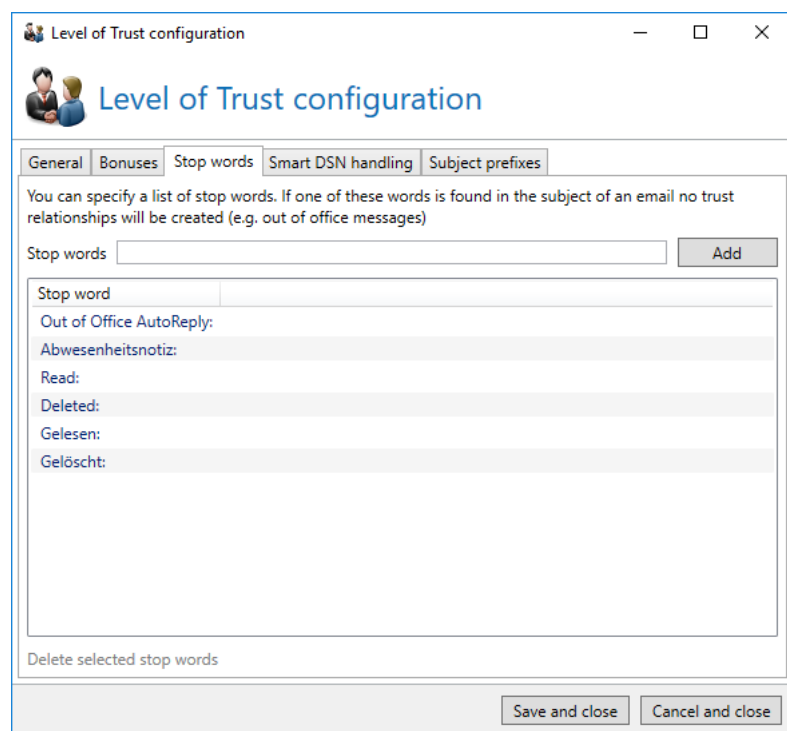 Level of Trust configuration
Level of Trust configuration
General Bonuses Stop words Smart DSN handling Subject prefixes
You can specify a list of stop words. If one of these words is found in the subject of an email no trust
relationships will be created (e.g. out of office messages)
Stop words Add
Stop word
Out of Office AutoReply:
Abwesenheitsnotiz:
Read:
Deleted:
Gelesen:
Gelöscht:
Delete selected stop words
Save and close Cancel and close